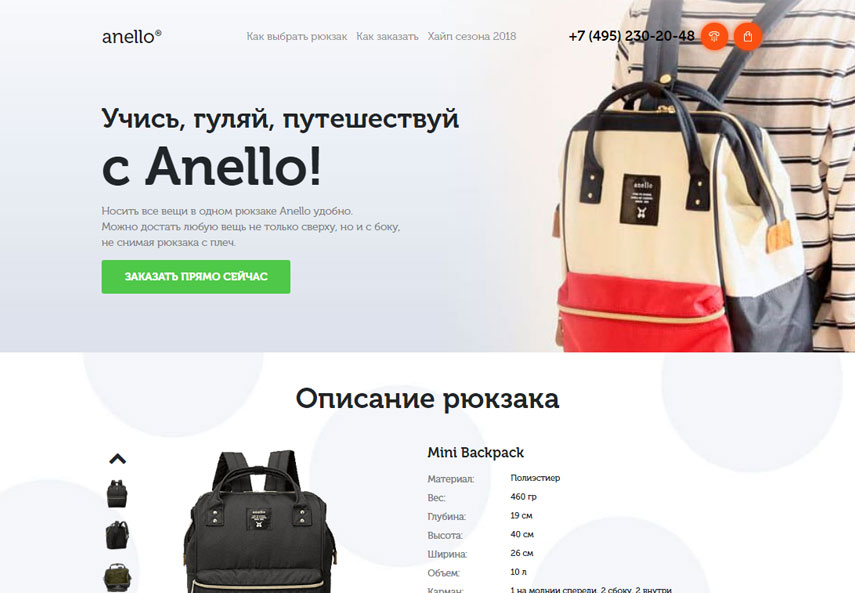 anello®
Как выбрать рюкзак Как заказать Хайп сезона 2018
+7 (495) 230-20-48
Учись, гуляй, путешествуй
с Anello!
Носить все вещи в одном рюкзаке Anello удобно.
Можно достать любую вещь не только сверху, но и с боку,
не снимая рюкзака с плеч.
ЗАКАЗАТЬ ПРЯМО СЕЙЧАС
anello
Описание рюкзака
anello
Mini Backpack
Материал: Полиэстиер
Вес: 460 гр
Глубина: 19 см
Высота: 40 см
Ширина: 26 см
Объем: 10 л
Карман: 1 на молнии спереди, 2 сбоку, 2 внутри